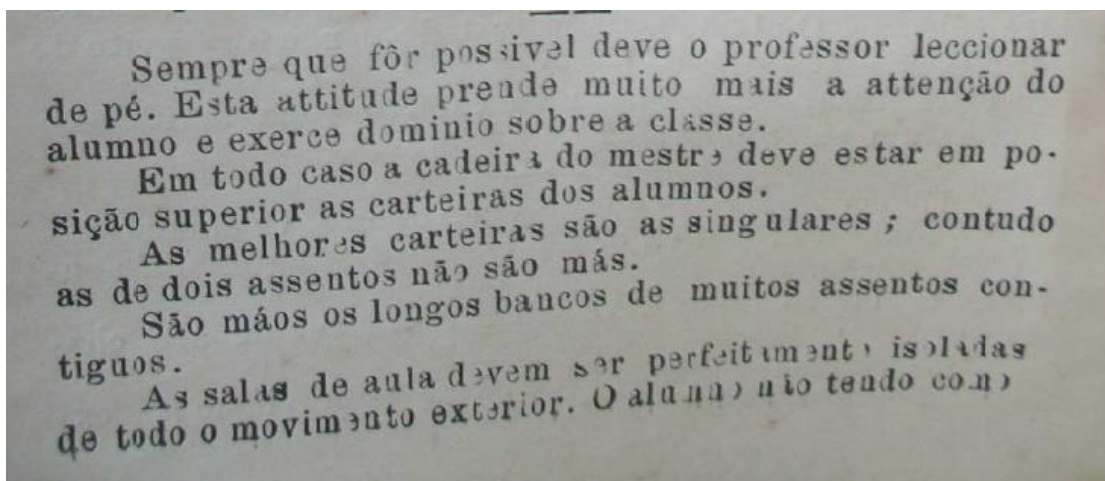 Sempre que fôr possivel deve o professor leccionar
de pé. Esta attitude prende muito mais a attenção do
alumno e exerce dominio sobre a classe.
Em todo caso a cadeira do mestre deve estar em po-
sição superior as carteiras dos alumnos.
As melhores carteiras são as singulares ; contudo
as de dois assentos não são más.
São máos os longos bancos de muitos assentos con-
tiguos.
As salas de aula devem ser perfeitamente isoladas
de todo o movimento exterior. O alumno não tendo como